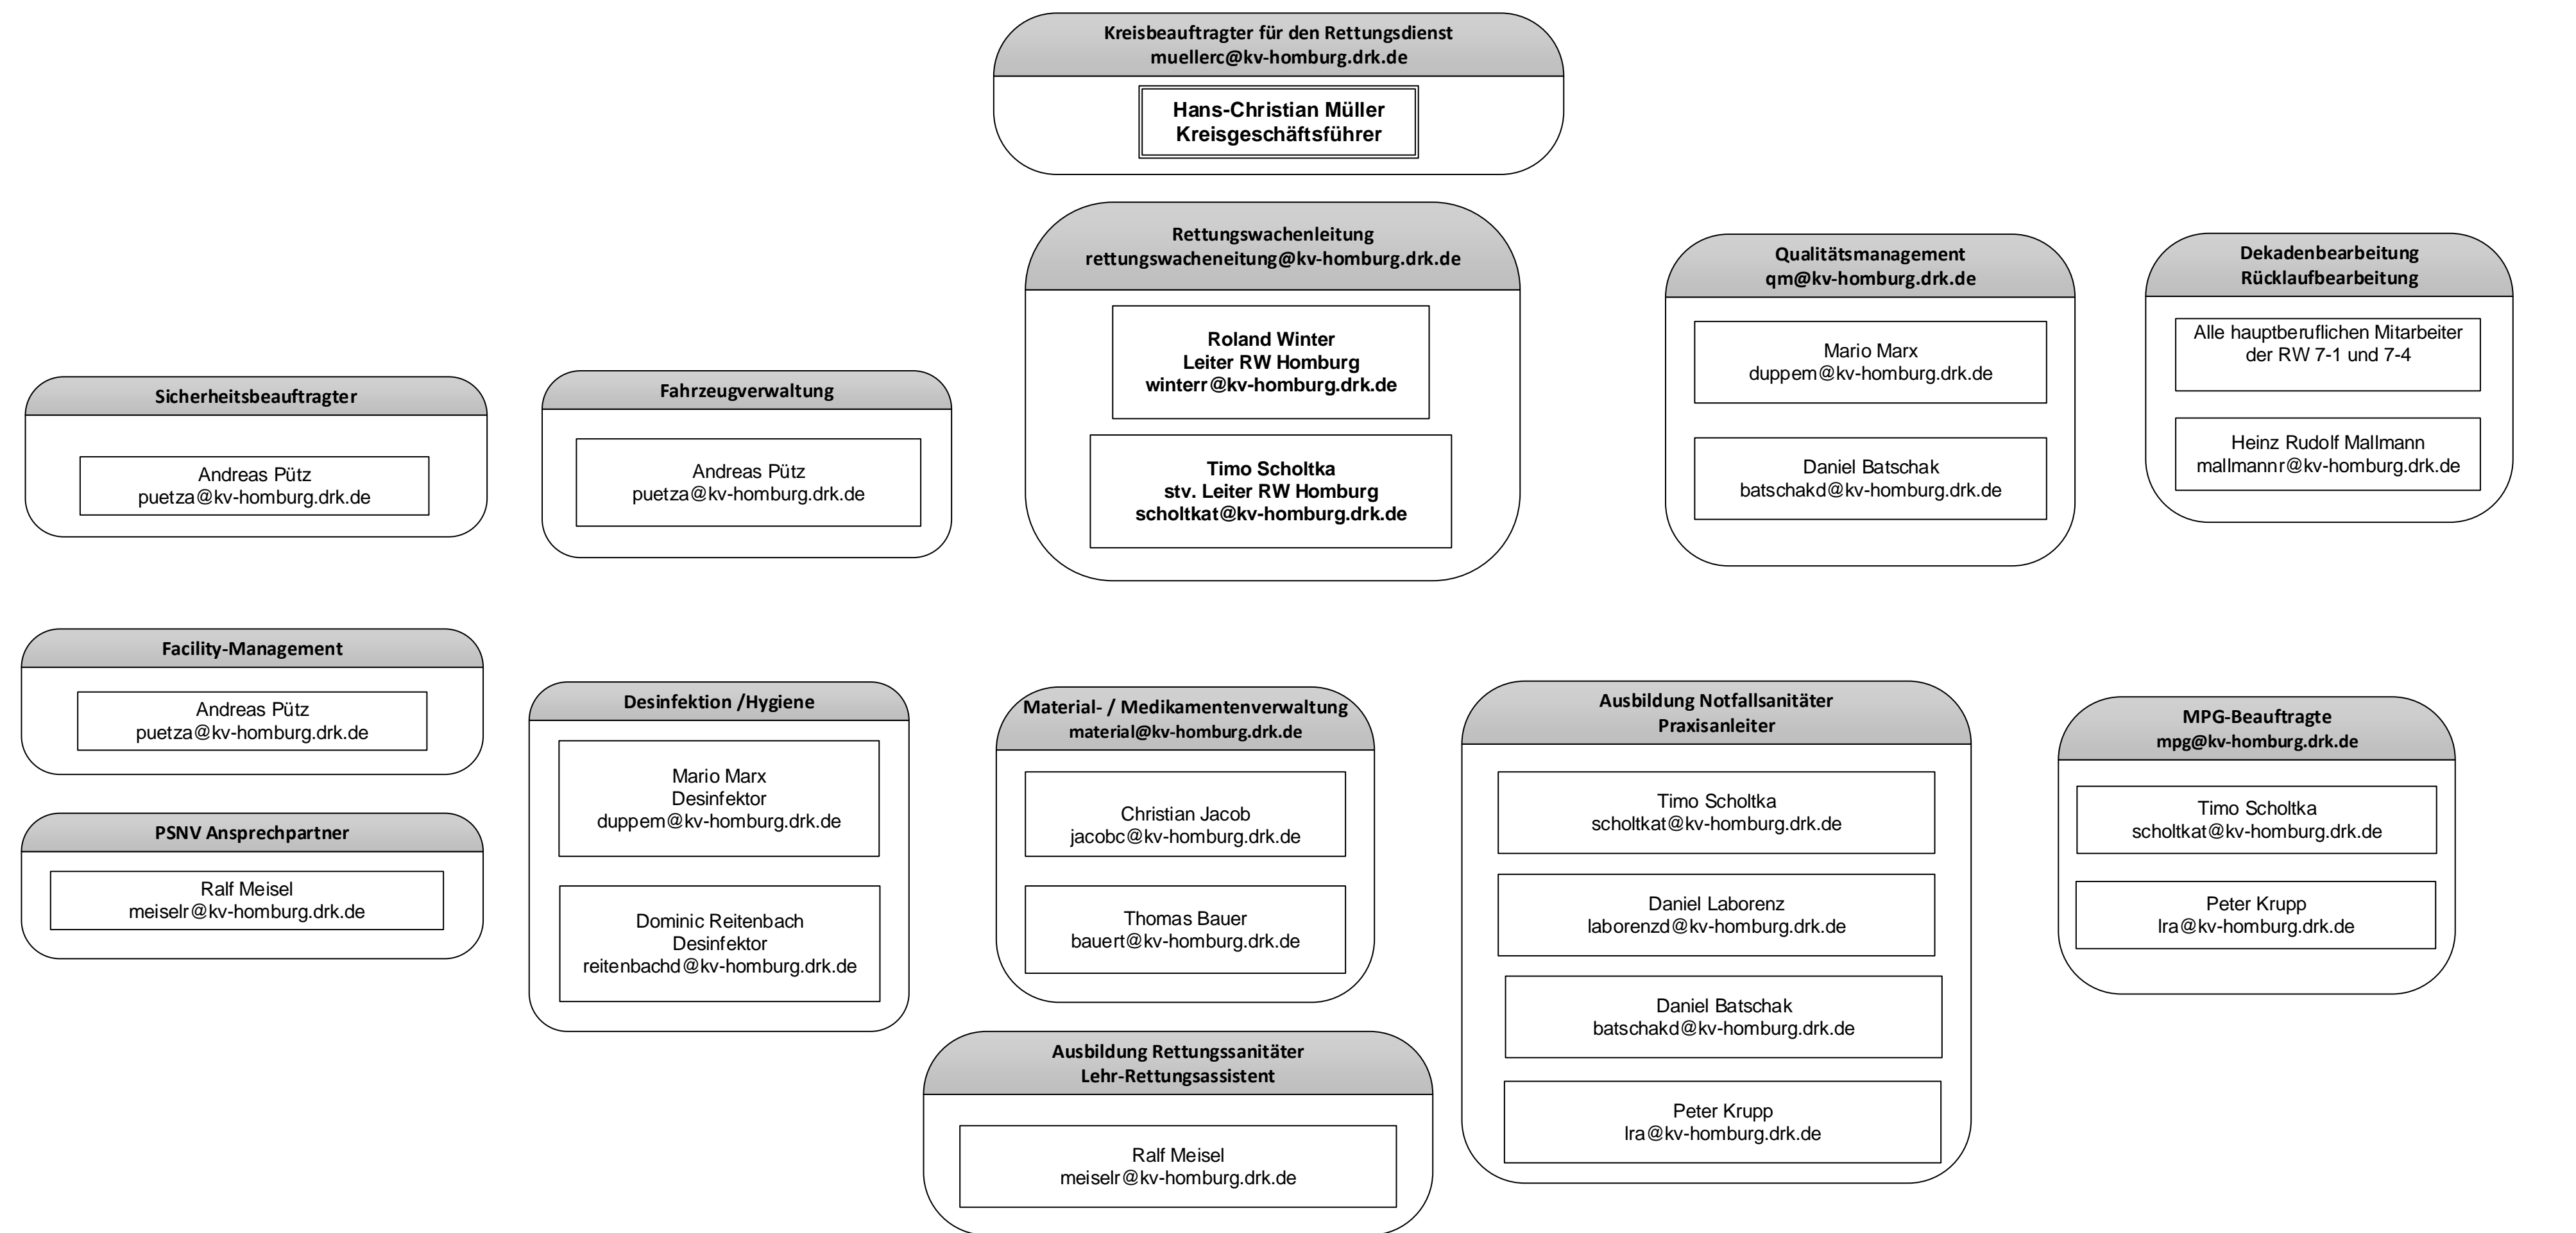 Kreisbeauftragter für den Rettungsdienst
muellerc@kv-homburg.drk.de
Hans-Christian Müller
Kreisgeschäftsführer
Rettungswachenleitung
rettungswacheneitung@kv-homburg.drk.de
Roland Winter
Leiter RW Homburg
winterr@kv-homburg.drk.de
Timo Scholtka
stv. Leiter RW Homburg
scholtkat@kv-homburg.drk.de
Qualitätsmanagement
qm@kv-homburg.drk.de
Mario Marx
duppem@kv-homburg.drk.de
Daniel Batschak
batschakd@kv-homburg.drk.de
Dekadenbearbeitung
Rücklaufbearbeitung
Alle hauptberuflichen Mitarbeiter
der RW 7-1 und 7-4
Heinz Rudolf Mallmann
mallmannr@kv-homburg.drk.de
Sicherheitsbeauftragter
Andreas Pütz
puetza@kv-homburg.drk.de
Fahrzeugverwaltung
Andreas Pütz
puetza@kv-homburg.drk.de
Facility-Management
Andreas Pütz
puetza@kv-homburg.drk.de
PSNV Ansprechpartner
Ralf Meisel
meiselr@kv-homburg.drk.de
Desinfektion /Hygiene
Mario Marx
Desinfektor
duppem@kv-homburg.drk.de
Dominic Reitenbach
Desinfektor
reitenbachd@kv-homburg.drk.de
Material- / Medikamentenverwaltung
material@kv-homburg.drk.de
Christian Jacob
jacobc@kv-homburg.drk.de
Thomas Bauer
bauert@kv-homburg.drk.de
Ausbildung Rettungssanitäter
Lehr-Rettungsassistent
Ralf Meisel
meiselr@kv-homburg.drk.de
Ausbildung Notfallsanitäter
Praxisanleiter
Timo Scholtka
scholtkat@kv-homburg.drk.de
Daniel Laborenz
laborenzd@kv-homburg.drk.de
Daniel Batschak
batschakd@kv-homburg.drk.de
Peter Krupp
lra@kv-homburg.drk.de
MPG-Beauftragte
mpg@kv-homburg.drk.de
Timo Scholtka
scholtkat@kv-homburg.drk.de
Peter Krupp
lra@kv-homburg.drk.de